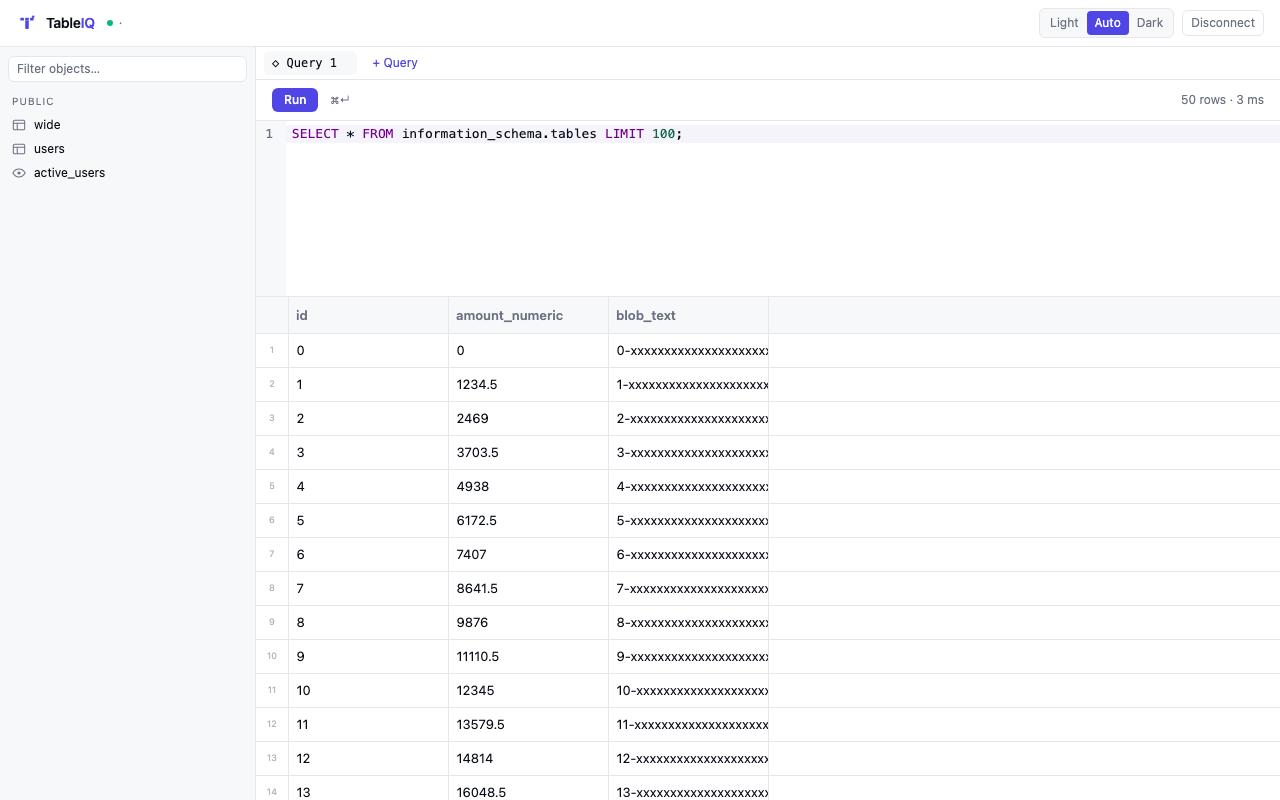 TableIQ ·
Light Auto Dark Disconnect
Filter objects...
PUBLIC
wide
users
active_users
◇ Query 1 + Query
Run ⌘↵ 50 rows · 3 ms
1 SELECT * FROM information_schema.tables LIMIT 100;
id amount_numeric blob_text
1 0 0 0-xxxxxxxxxxxxxxxxxxxx
2 1 1234.5 1-xxxxxxxxxxxxxxxxxxxx
3 2 2469 2-xxxxxxxxxxxxxxxxxxxx
4 3 3703.5 3-xxxxxxxxxxxxxxxxxxxx
5 4 4938 4-xxxxxxxxxxxxxxxxxxxx
6 5 6172.5 5-xxxxxxxxxxxxxxxxxxxx
7 6 7407 6-xxxxxxxxxxxxxxxxxxxx
8 7 8641.5 7-xxxxxxxxxxxxxxxxxxxx
9 8 9876 8-xxxxxxxxxxxxxxxxxxxx
10 9 11110.5 9-xxxxxxxxxxxxxxxxxxxx
11 10 12345 10-xxxxxxxxxxxxxxxxxxx
12 11 13579.5 11-xxxxxxxxxxxxxxxxxxxx
13 12 14814 12-xxxxxxxxxxxxxxxxxxx
14 13 16048.5 13-xxxxxxxxxxxxxxxxxxx